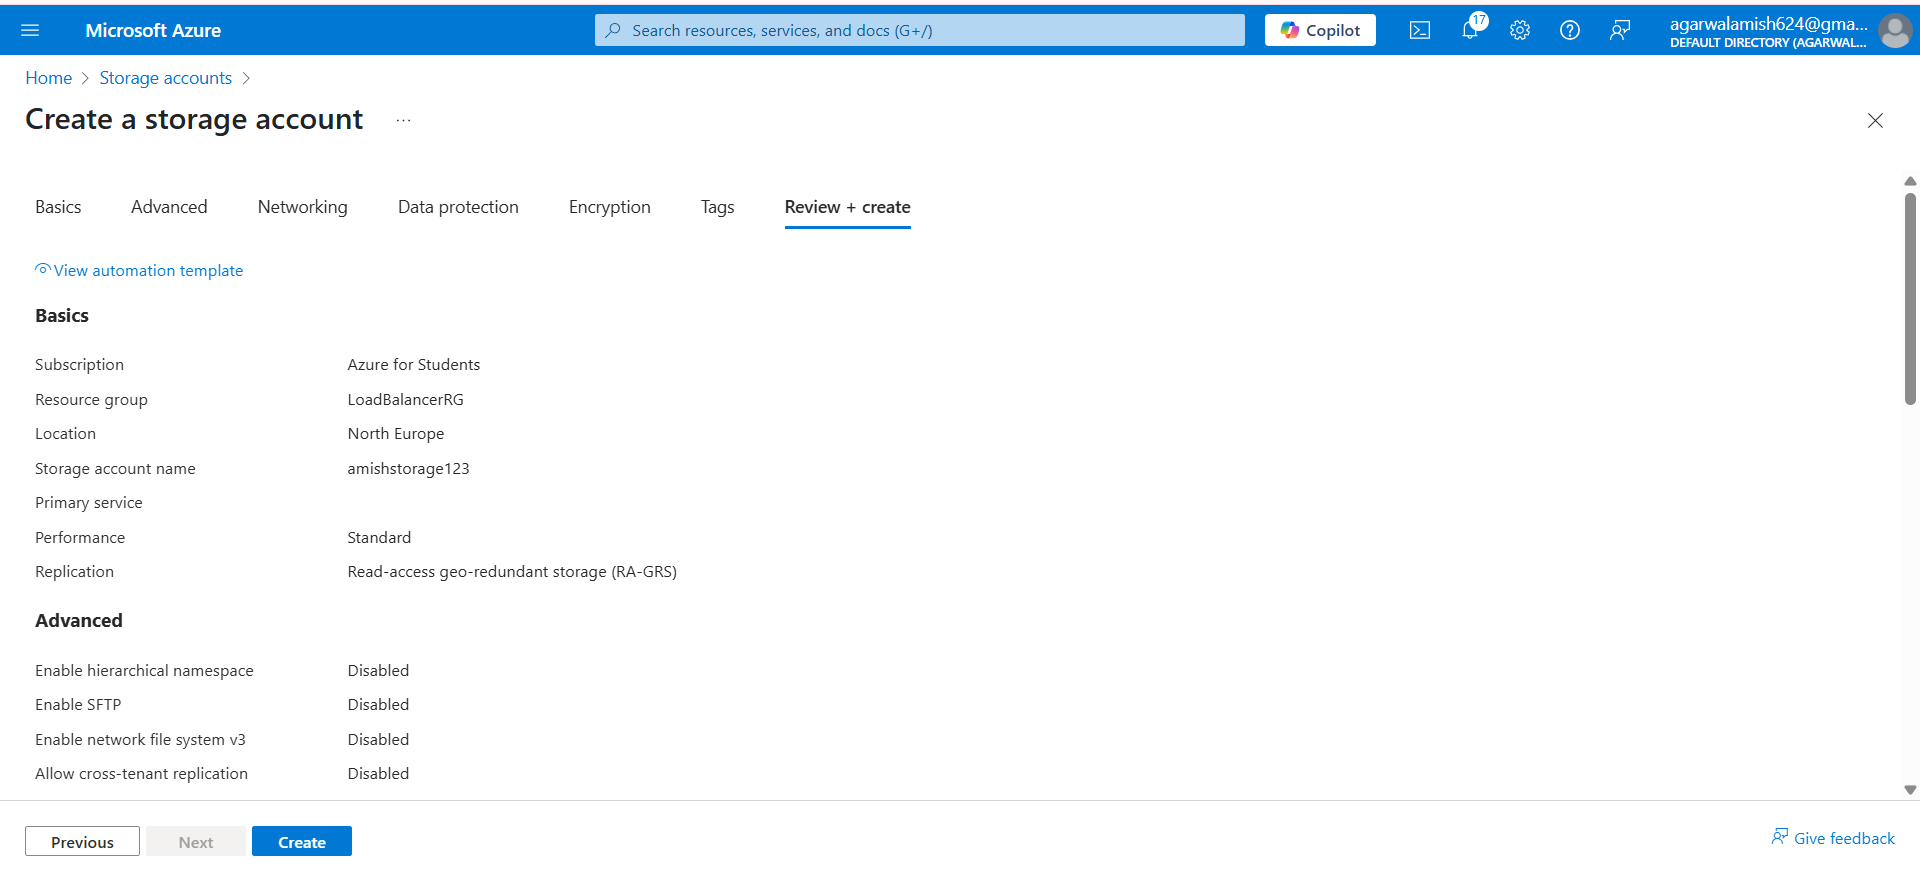 Microsoft Azure
Search resources, services, and docs (G+/)
Copilot
17
agarwalamish624@gma...
DEFAULT DIRECTORY (AGARWAL...
Home > Storage accounts >
Create a storage account ...
Basics Advanced Networking Data protection Encryption Tags Review + create
View automation template
Basics
Subscription Azure for Students
Resource group LoadBalancerRG
Location North Europe
Storage account name amishstorage123
Primary service
Performance Standard
Replication Read-access geo-redundant storage (RA-GRS)
Advanced
Enable hierarchical namespace Disabled
Enable SFTP Disabled
Enable network file system v3 Disabled
Allow cross-tenant replication Disabled
Previous Next Create
Give feedback